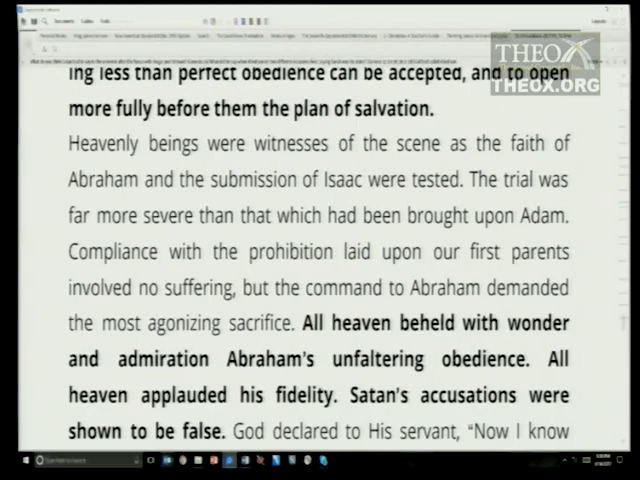 THEOX
THEOX.ORG
ing less than perfect obedience can be accepted, and to open
more fully before them the plan of salvation.
Heavenly beings were witnesses of the scene as the faith of
Abraham and the submission of Isaac were tested. The trial was
far more severe than that which had been brought upon Adam.
Compliance with the prohibition laid upon our first parents
involved no suffering, but the command to Abraham demanded
the most agonizing sacrifice. All heaven beheld with wonder
and admiration Abraham's unfaltering obedience. All
heaven applauded his fidelity. Satan's accusations were
shown to be false. God declared to His servant, “Now I know